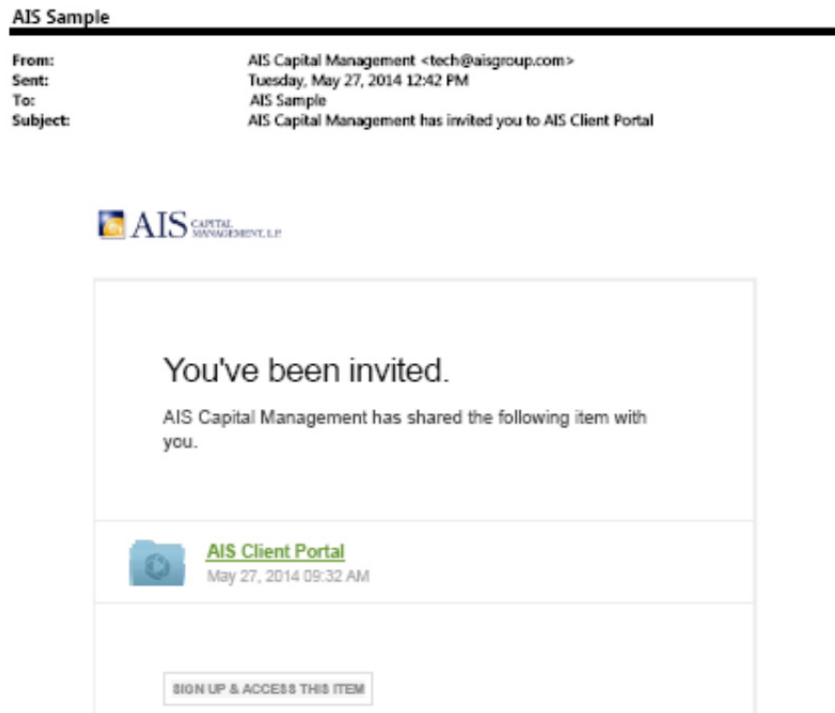 AIS Sample
From: AIS Capital Management <tech@aisgroup.com>
Sent: Tuesday, May 27, 2014 12:42 PM
To: AIS Sample
Subject: AIS Capital Management has invited you to AIS Client Portal
AIS CAPITAL
MANAGEMENT, L.P.
You've been invited.
AIS Capital Management has shared the following item with
you.
AIS Client Portal
May 27, 2014 09:32 AM
SIGN UP & ACCESS THIS ITEM